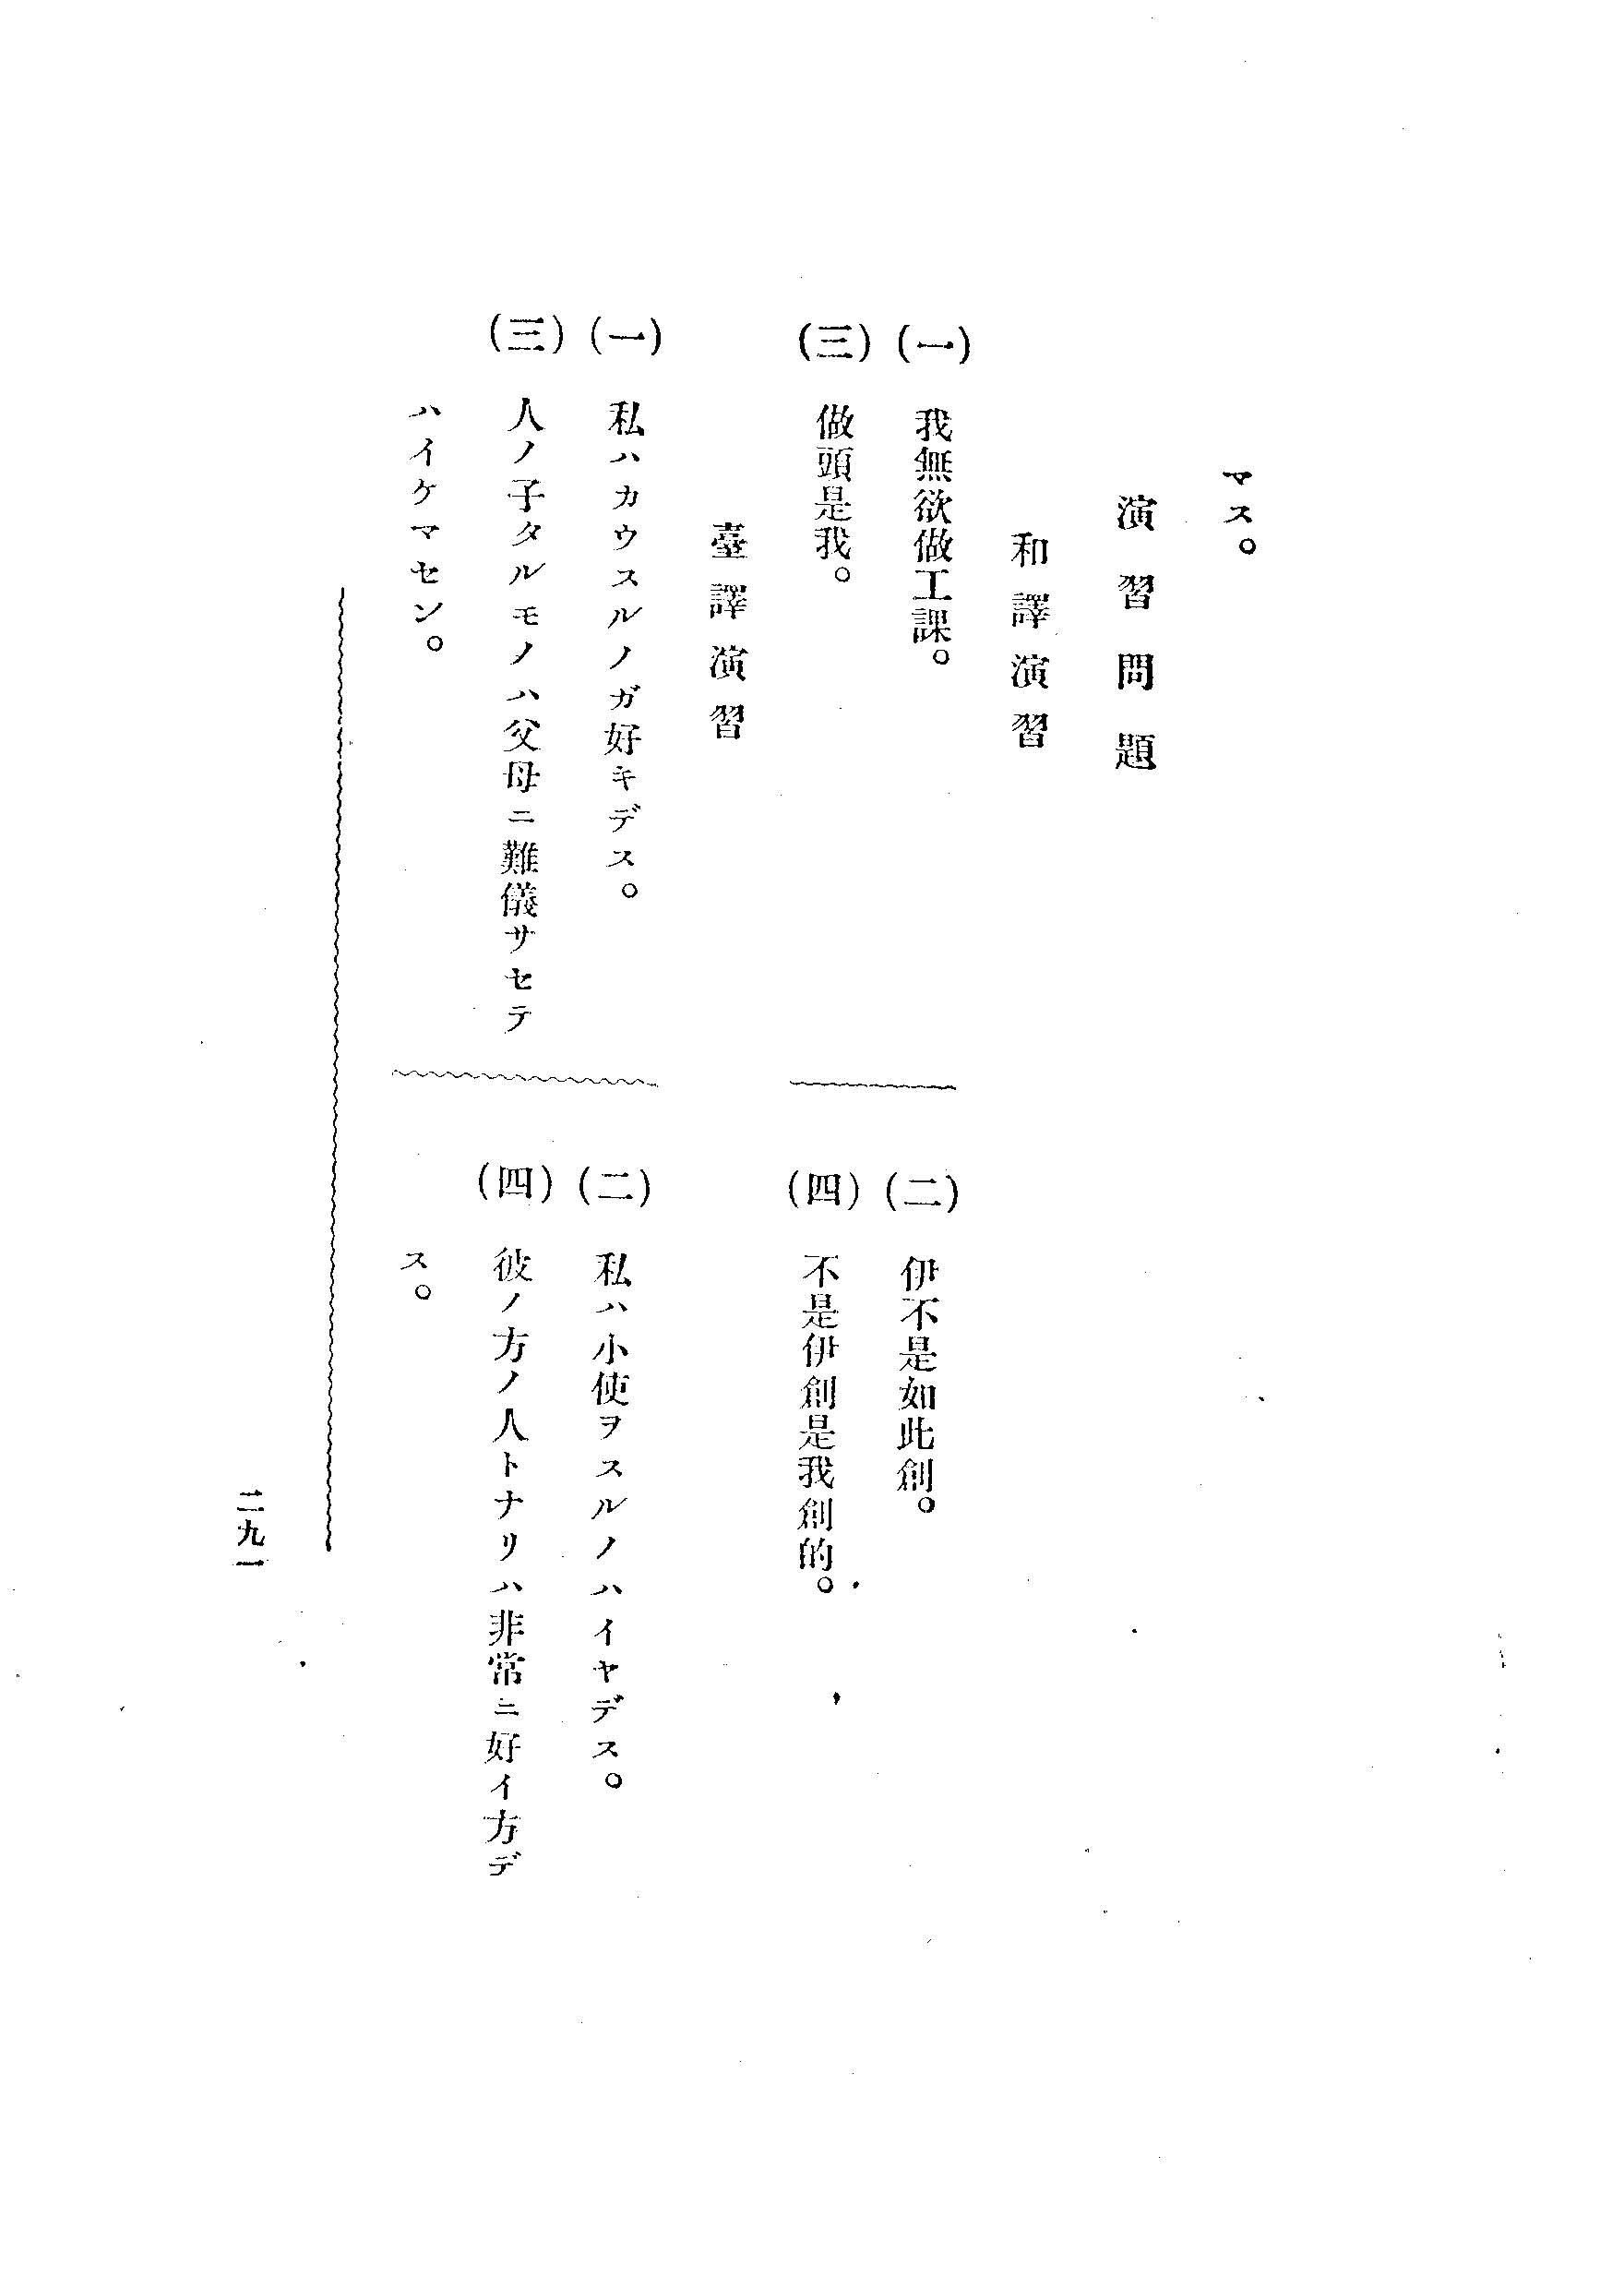 マス。
演習問題
和譯演習
(一) 我無欲做工課。
(二) 伊不是如此創。
(三) 做頭是我。
(四) 不是伊創是我創的。
臺譯演習
(一) 私ハカウスルノガ好キデス。
(二) 私ハ小使ヲスルノハイヤデス。
(三) 人ノ子タルモノハ父母ニ難儀サセテ
ハイケマセン。
(四) 彼ノ方ノ人トナリハ非常ニ好イ方デ
ス。
二九一